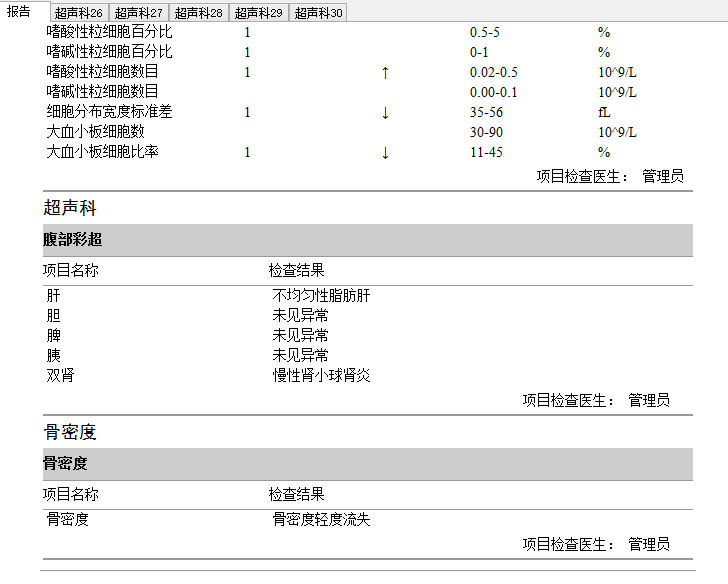 报告 超声科26 超声科27 超声科28 超声科29 超声科30
嗜酸性粒细胞百分比 1 0.5-5 %
嗜碱性粒细胞百分比 1 0-1 %
嗜酸性粒细胞数目 1 ↑ 0.02-0.5 10^9/L
嗜碱性粒细胞数目 0.00-0.1 10^9/L
细胞分布宽度标准差 1 ↓ 35-56 fL
大血小板细胞数 30-90 10^9/L
大血小板细胞比率 1 ↓ 11-45 %
项目检查医生： 管理员
超声科
腹部彩超
项目名称 检查结果
肝 不均匀性脂肪肝
胆 未见异常
脾 未见异常
胰 未见异常
双肾 慢性肾小球肾炎
项目检查医生： 管理员
骨密度
骨密度
项目名称 检查结果
骨密度 骨密度轻度流失
项目检查医生： 管理员